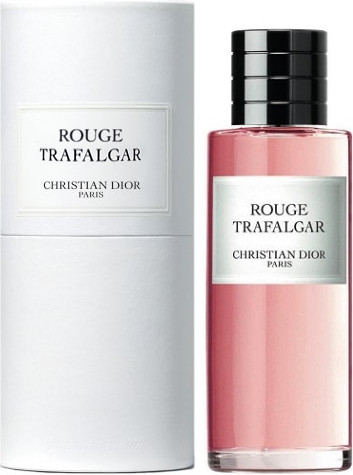 ROUGE
TRAFALGAR
CHRISTIAN DIOR
PARIS
ROUGE
TRAFALGAR
CHRISTIAN DIOR
PARIS